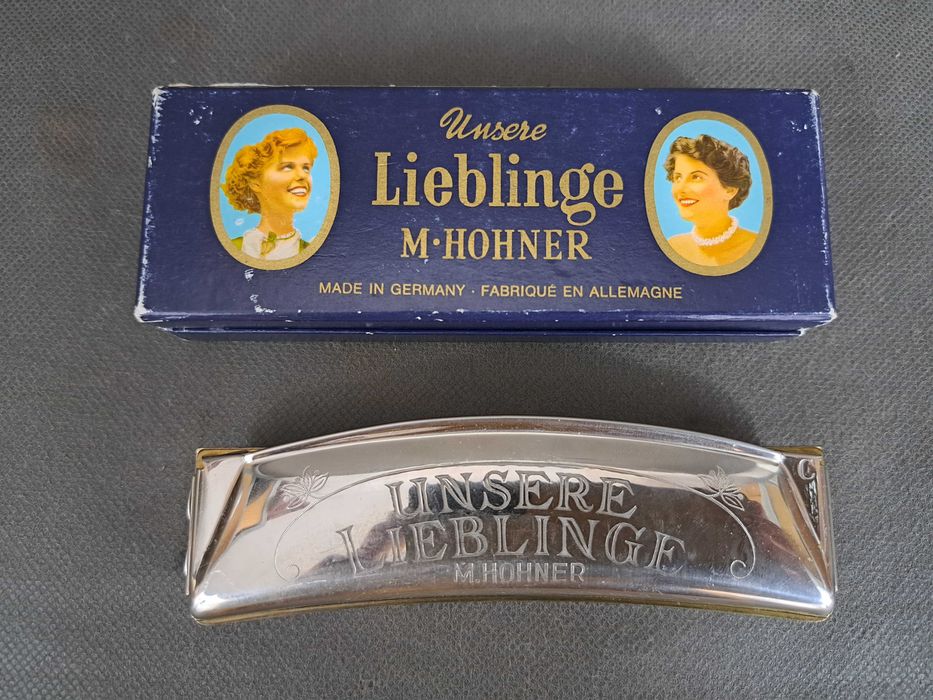 Unsere
Lieblinge
M·HOHNER
MADE IN GERMANY · FABRIQUÉ EN ALLEMAGNE
C
UNSERE
LIEBLINGE
M.HOHNER